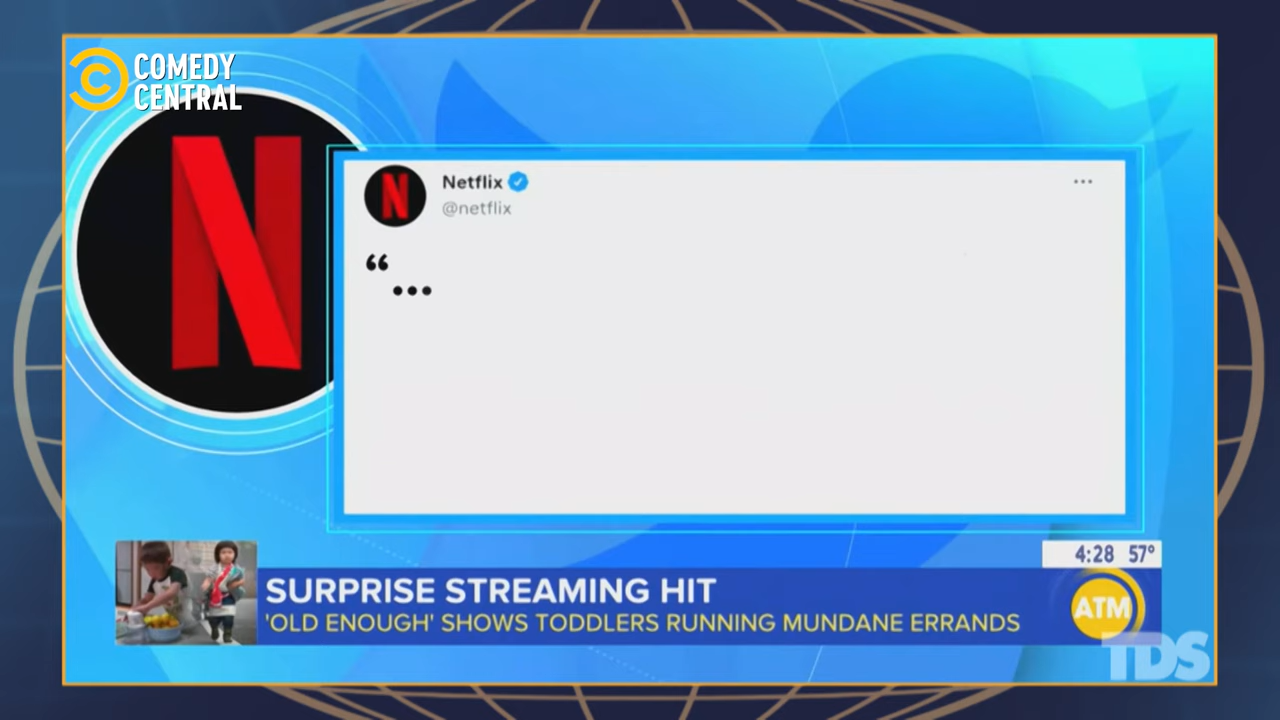 COMEDY
CENTRAL
N
Netflix
@netflix
“
...
4:28 57°
SURPRISE STREAMING HIT
'OLD ENOUGH' SHOWS TODDLERS RUNNING MUNDANE ERRANDS
ATM
TDS